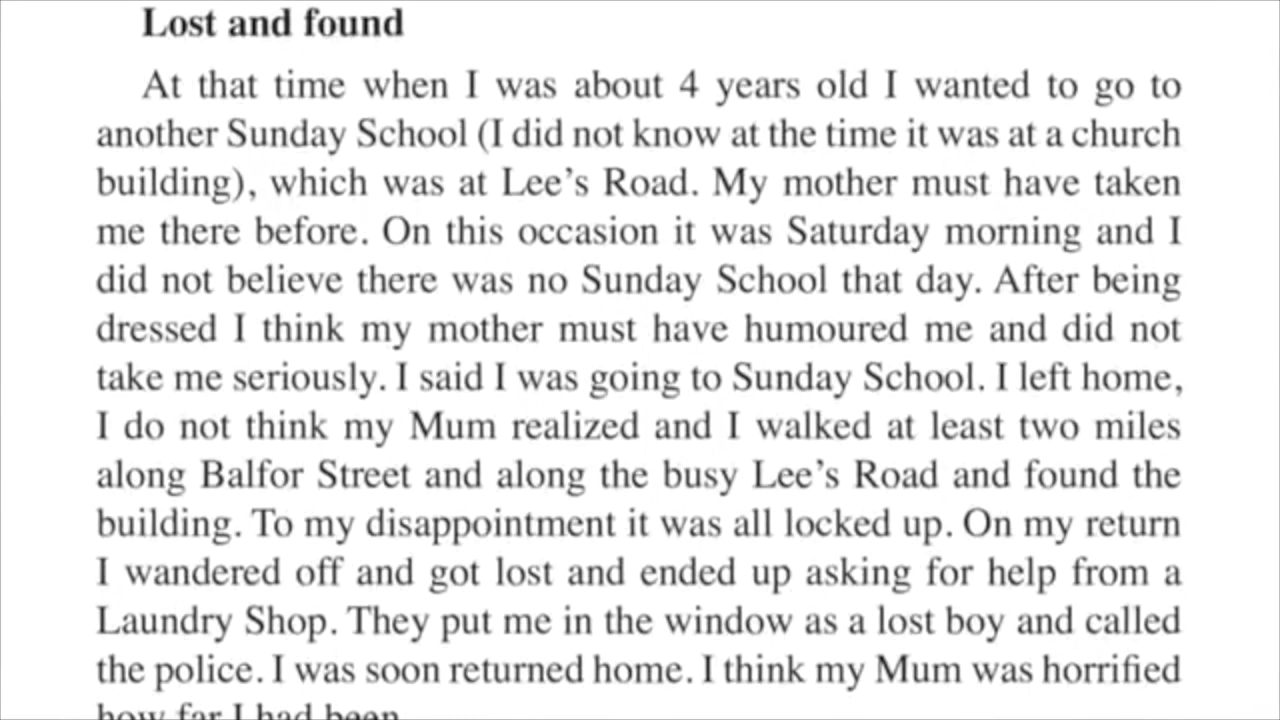 Lost and found
At that time when I was about 4 years old I wanted to go to
another Sunday School (I did not know at the time it was at a church
building), which was at Lee's Road. My mother must have taken
me there before. On this occasion it was Saturday morning and I
did not believe there was no Sunday School that day. After being
dressed I think my mother must have humoured me and did not
take me seriously. I said I was going to Sunday School. I left home,
I do not think my Mum realized and I walked at least two miles
along Balfor Street and along the busy Lee's Road and found the
building. To my disappointment it was all locked up. On my return
I wandered off and got lost and ended up asking for help from a
Laundry Shop. They put me in the window as a lost boy and called
the police. I was soon returned home. I think my Mum was horrified
how far I had been.